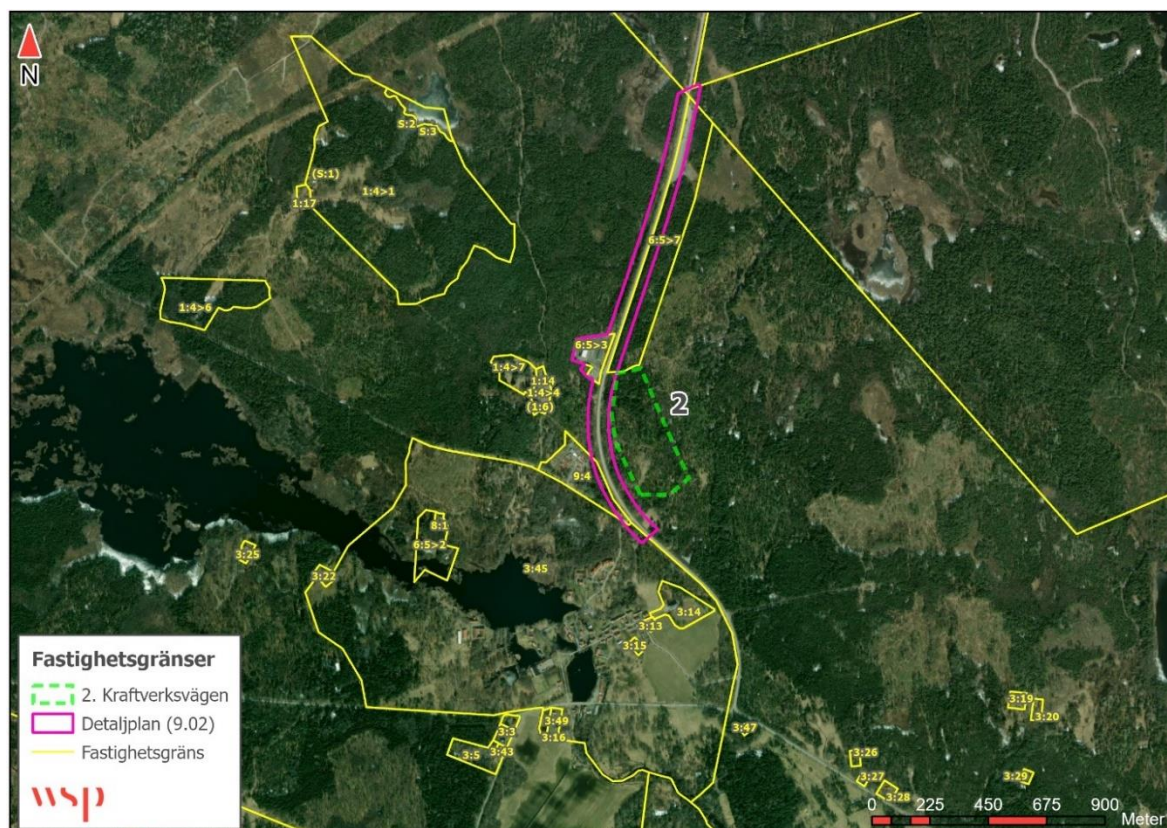 N
S:2
S:3
(S:1)
1:4>1
1:17
6:5>7
1:4>6
6:5>3
7
1:4>7
1:14
1:4>4
(1:6)
2
9:4
8:1
6:5>2
3:25
3:22
3:45
3:14
3:13
3:15
3:49
3:3
3:16
3:43
3:5
3:47
3:19
3:20
3:26
3:27
3:28
3:29
Fastighetsgränser
2. Kraftverksvägen
Detaljplan (9.02)
Fastighetsgräns
wsp
0 225 450 675 900
Meter